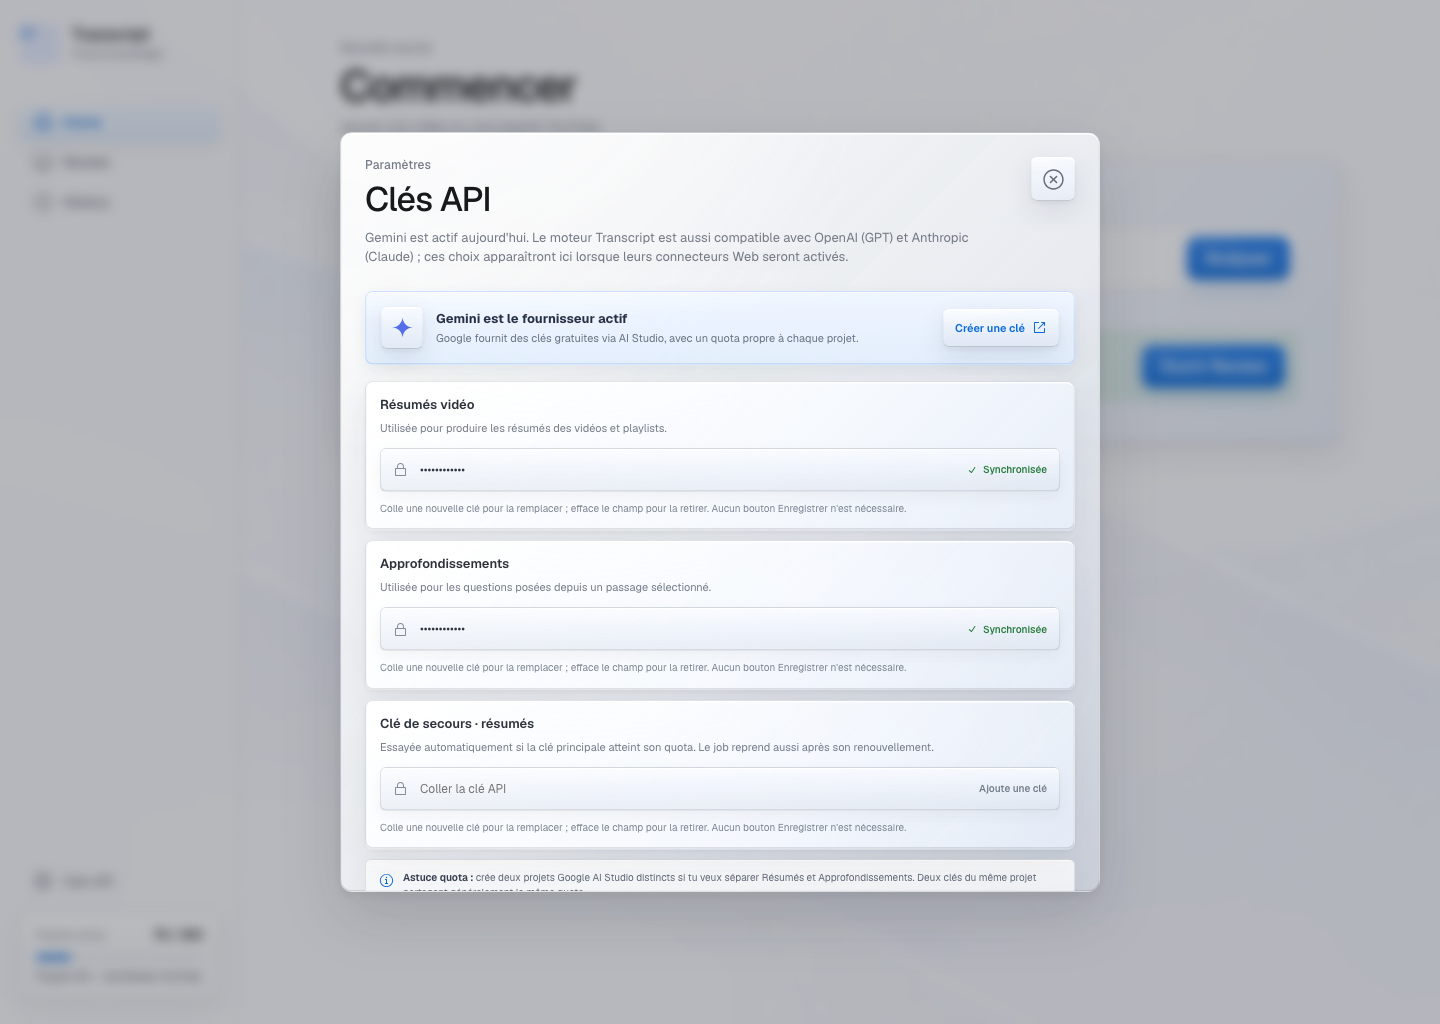 Commencer
Paramètres
Clés API
Gemini est actif aujourd'hui. Le moteur Transcript est aussi compatible avec OpenAI (GPT) et Anthropic
(Claude) ; ces choix apparaîtront ici lorsque leurs connecteurs Web seront activés.
Gemini est le fournisseur actif
Google fournit des clés gratuites via AI Studio, avec un quota propre à chaque projet.
Créer une clé
Résumés vidéo
Utilisée pour produire les résumés des vidéos et playlists.
••••••••••••
Synchronisée
Colle une nouvelle clé pour la remplacer ; efface le champ pour la retirer. Aucun bouton Enregistrer n'est nécessaire.
Approfondissements
Utilisée pour les questions posées depuis un passage sélectionné.
••••••••••••
Synchronisée
Colle une nouvelle clé pour la remplacer ; efface le champ pour la retirer. Aucun bouton Enregistrer n'est nécessaire.
Clé de secours · résumés
Essayée automatiquement si la clé principale atteint son quota. Le job reprend aussi après son renouvellement.
Coller la clé API
Ajoute une clé
Colle une nouvelle clé pour la remplacer ; efface le champ pour la retirer. Aucun bouton Enregistrer n'est nécessaire.
Astuce quota : crée deux projets Google AI Studio distincts si tu veux séparer Résumés et Approfondissements. Deux clés du même projet